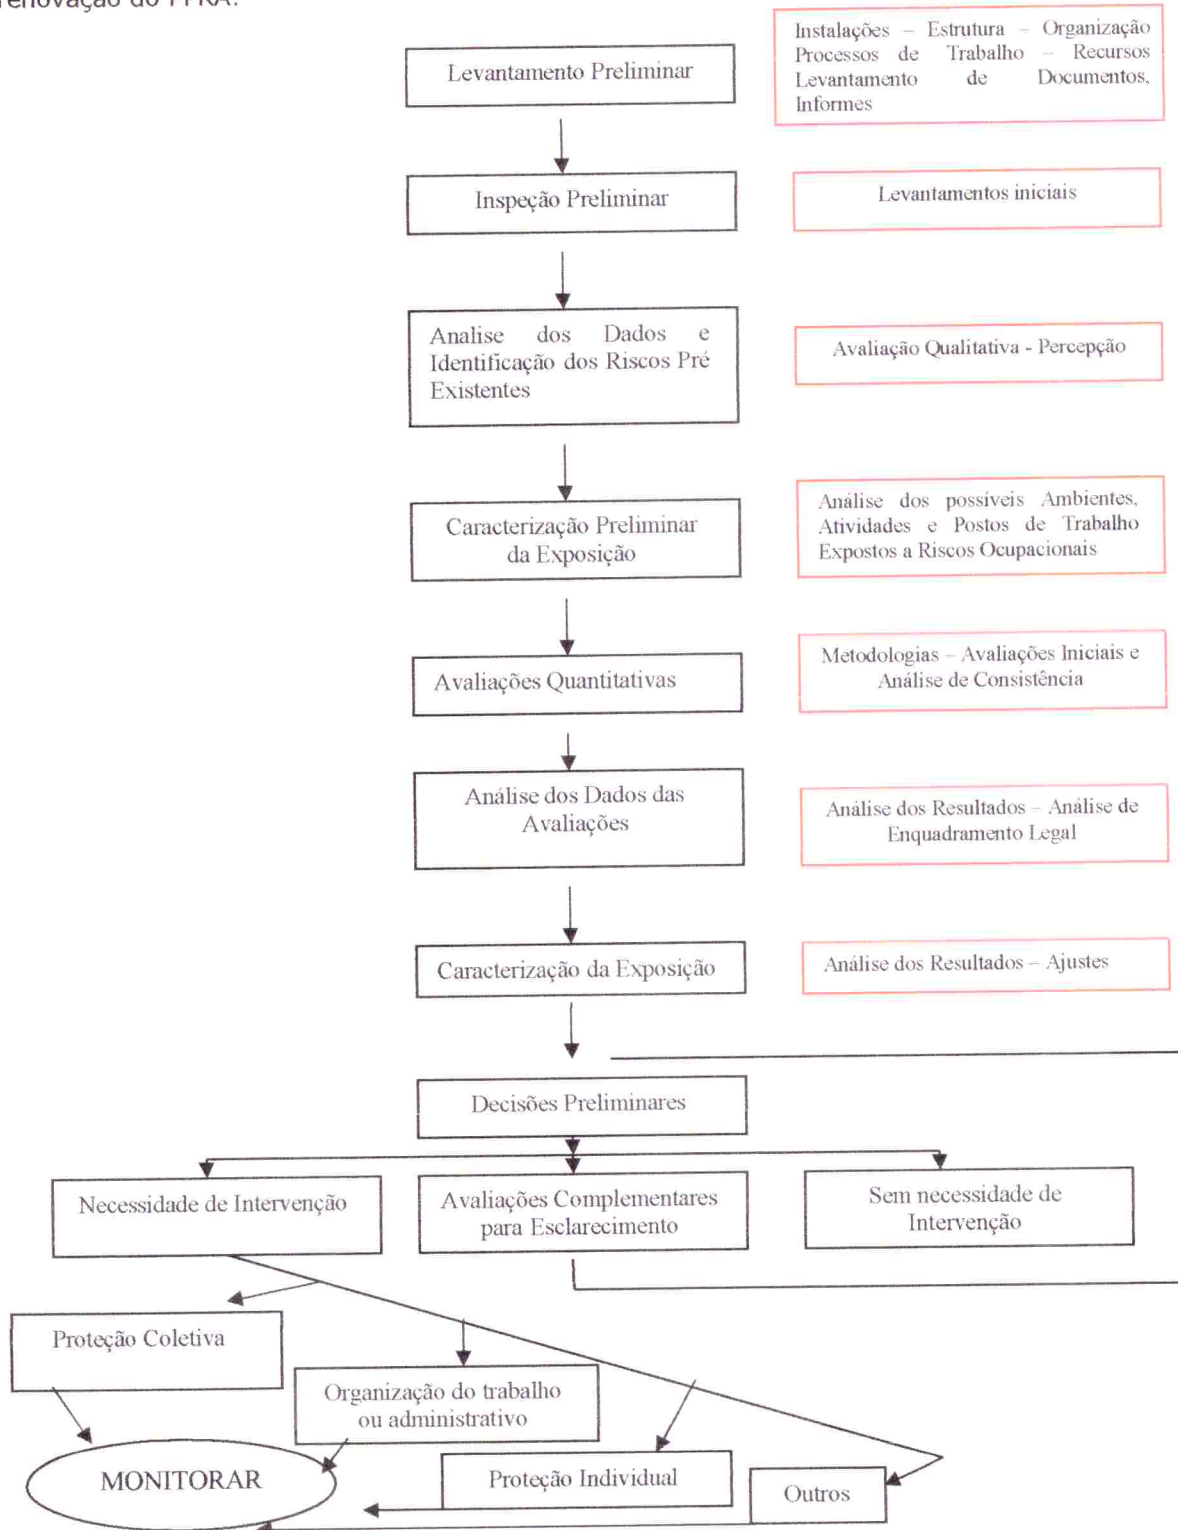 renovação do PPRA:
Levantamento Preliminar
Instalações – Estrutura – Organização
Processos de Trabalho – Recursos
Levantamento de Documentos,
Informes
Inspeção Preliminar
Levantamentos iniciais
Analise dos Dados e
Identificação dos Riscos Pré
Existentes
Avaliação Qualitativa - Percepção
Caracterização Preliminar
da Exposição
Análise dos possíveis Ambientes,
Atividades e Postos de Trabalho
Expostos a Riscos Ocupacionais
Avaliações Quantitativas
Metodologias – Avaliações Iniciais e
Análise de Consistência
Análise dos Dados das
Avaliações
Análise dos Resultados – Análise de
Enquadramento Legal
Caracterização da Exposição
Análise dos Resultados – Ajustes
Decisões Preliminares
Necessidade de Intervenção
Avaliações Complementares
para Esclarecimento
Sem necessidade de
Intervenção
Proteção Coletiva
Organização do trabalho
ou administrativo
MONITORAR
Proteção Individual
Outros